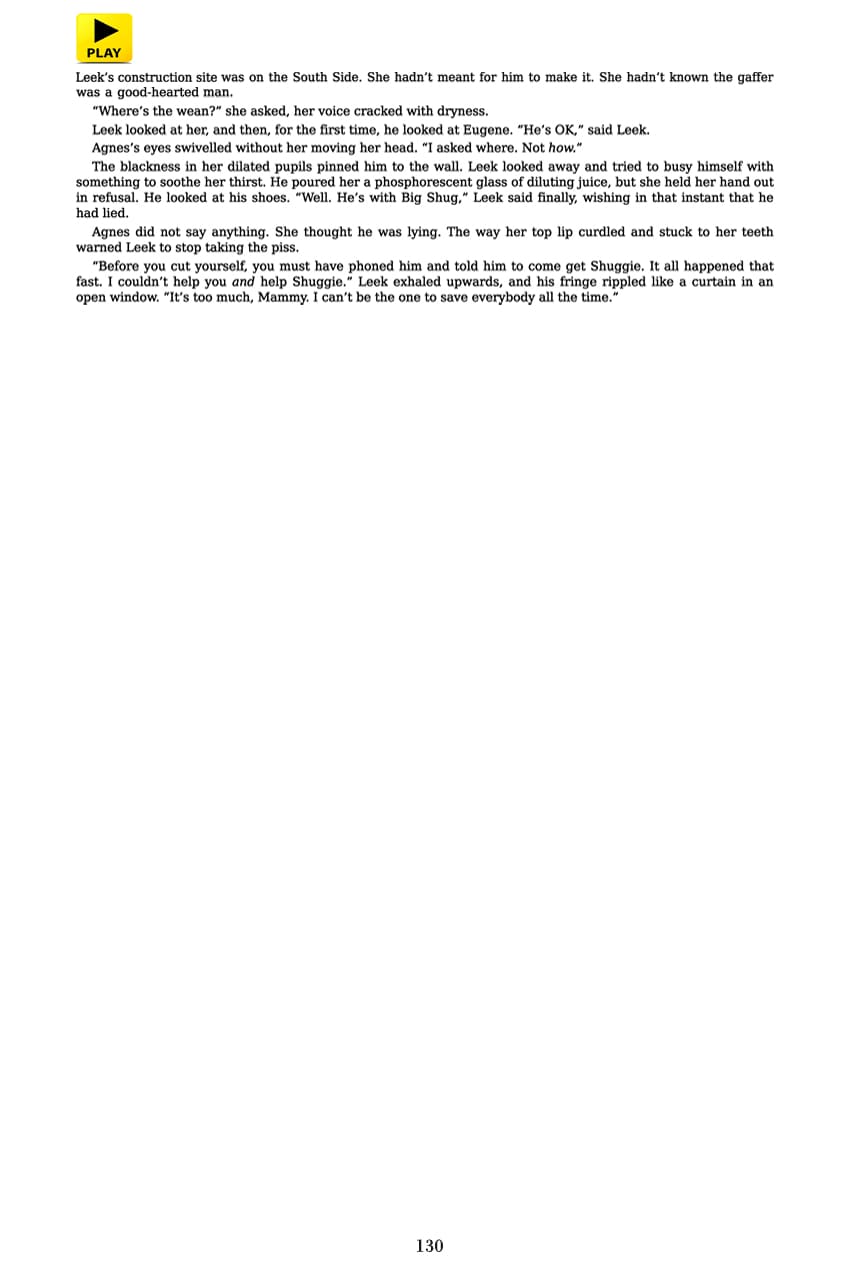 PLAY
Leek’s construction site was on the South Side. She hadn’t meant for him to make it. She hadn’t known the gaffer
was a good-hearted man.
“Where’s the wean?” she asked, her voice cracked with dryness.
Leek looked at her, and then, for the first time, he looked at Eugene. “He’s OK,” said Leek.
Agnes’s eyes swivelled without her moving her head. “I asked where. Not how.”
The blackness in her dilated pupils pinned him to the wall. Leek looked away and tried to busy himself with
something to soothe her thirst. He poured her a phosphorescent glass of diluting juice, but she held her hand out
in refusal. He looked at his shoes. “Well. He’s with Big Shug,” Leek said finally, wishing in that instant that he
had lied.
Agnes did not say anything. She thought he was lying. The way her top lip curdled and stuck to her teeth
warned Leek to stop taking the piss.
“Before you cut yourself, you must have phoned him and told him to come get Shuggie. It all happened that
fast. I couldn’t help you and help Shuggie.” Leek exhaled upwards, and his fringe rippled like a curtain in an
open window. “It’s too much, Mammy. I can’t be the one to save everybody all the time.”
130